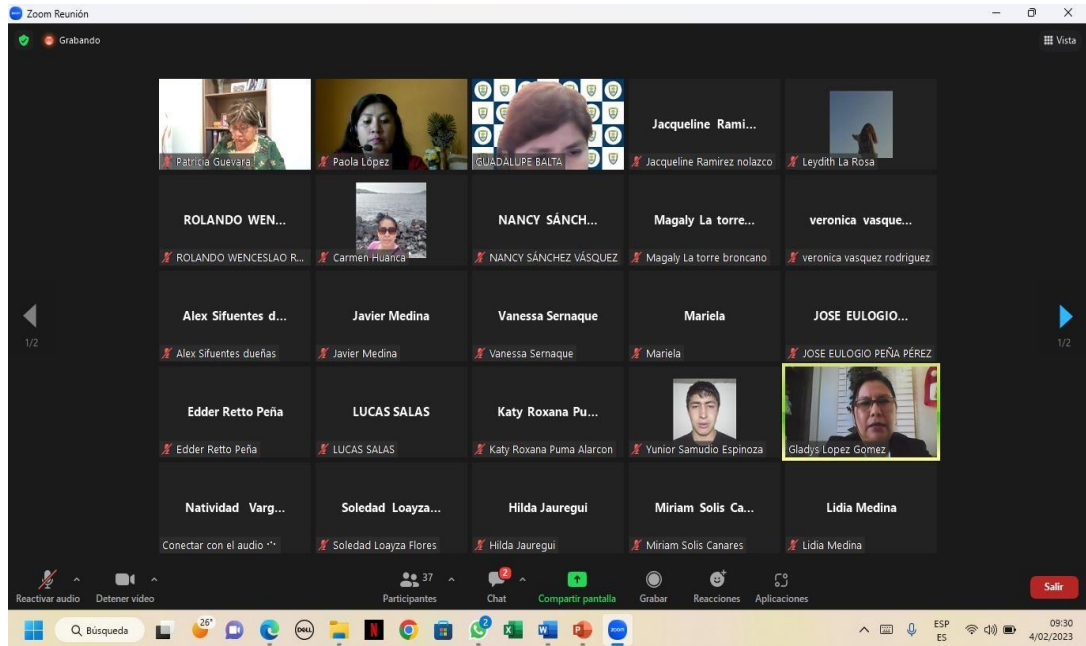 Zoom Reunión
Grabando
Vista
Patricia Guevara
Paola López
GUADALUPE BALTA
Jacqueline Rami...
Jacqueline Ramirez nolazco
Leydith La Rosa
ROLANDO WEN...
ROLANDO WENCESLAO R...
Carmen Huanca
NANCY SÁNCH...
NANCY SÁNCHEZ VÁSQUEZ
Magaly La torre...
Magaly La torre broncano
veronica vasque...
veronica vasquez rodriguez
Alex Sifuentes d...
Alex Sifuentes dueñas
Javier Medina
Javier Medina
Vanessa Sernaque
Vanessa Sernaque
Mariela
Mariela
JOSE EULOGIO...
JOSE EULOGIO PEÑA PÉREZ
1/2
1/2
Edder Retto Peña
Edder Retto Peña
LUCAS SALAS
LUCAS SALAS
Katy Roxana Pu...
Katy Roxana Puma Alarcon
Yunior Samudio Espinoza
Gladys Lopez Gomez
Natividad Varg...
Conectar con el audio
Soledad Loayza...
Soledad Loayza Flores
Hilda Jauregui
Hilda Jauregui
Miriam Solis Ca...
Miriam Solis Canares
Lidia Medina
Lidia Medina
Reactivar audio
Detener video
37
Participantes
2
Chat
Compartir pantalla
Grabar
Reacciones
Aplicaciones
Salir
Búsqueda
26°
DELL
2
ESP
ES
09:30
4/02/2023